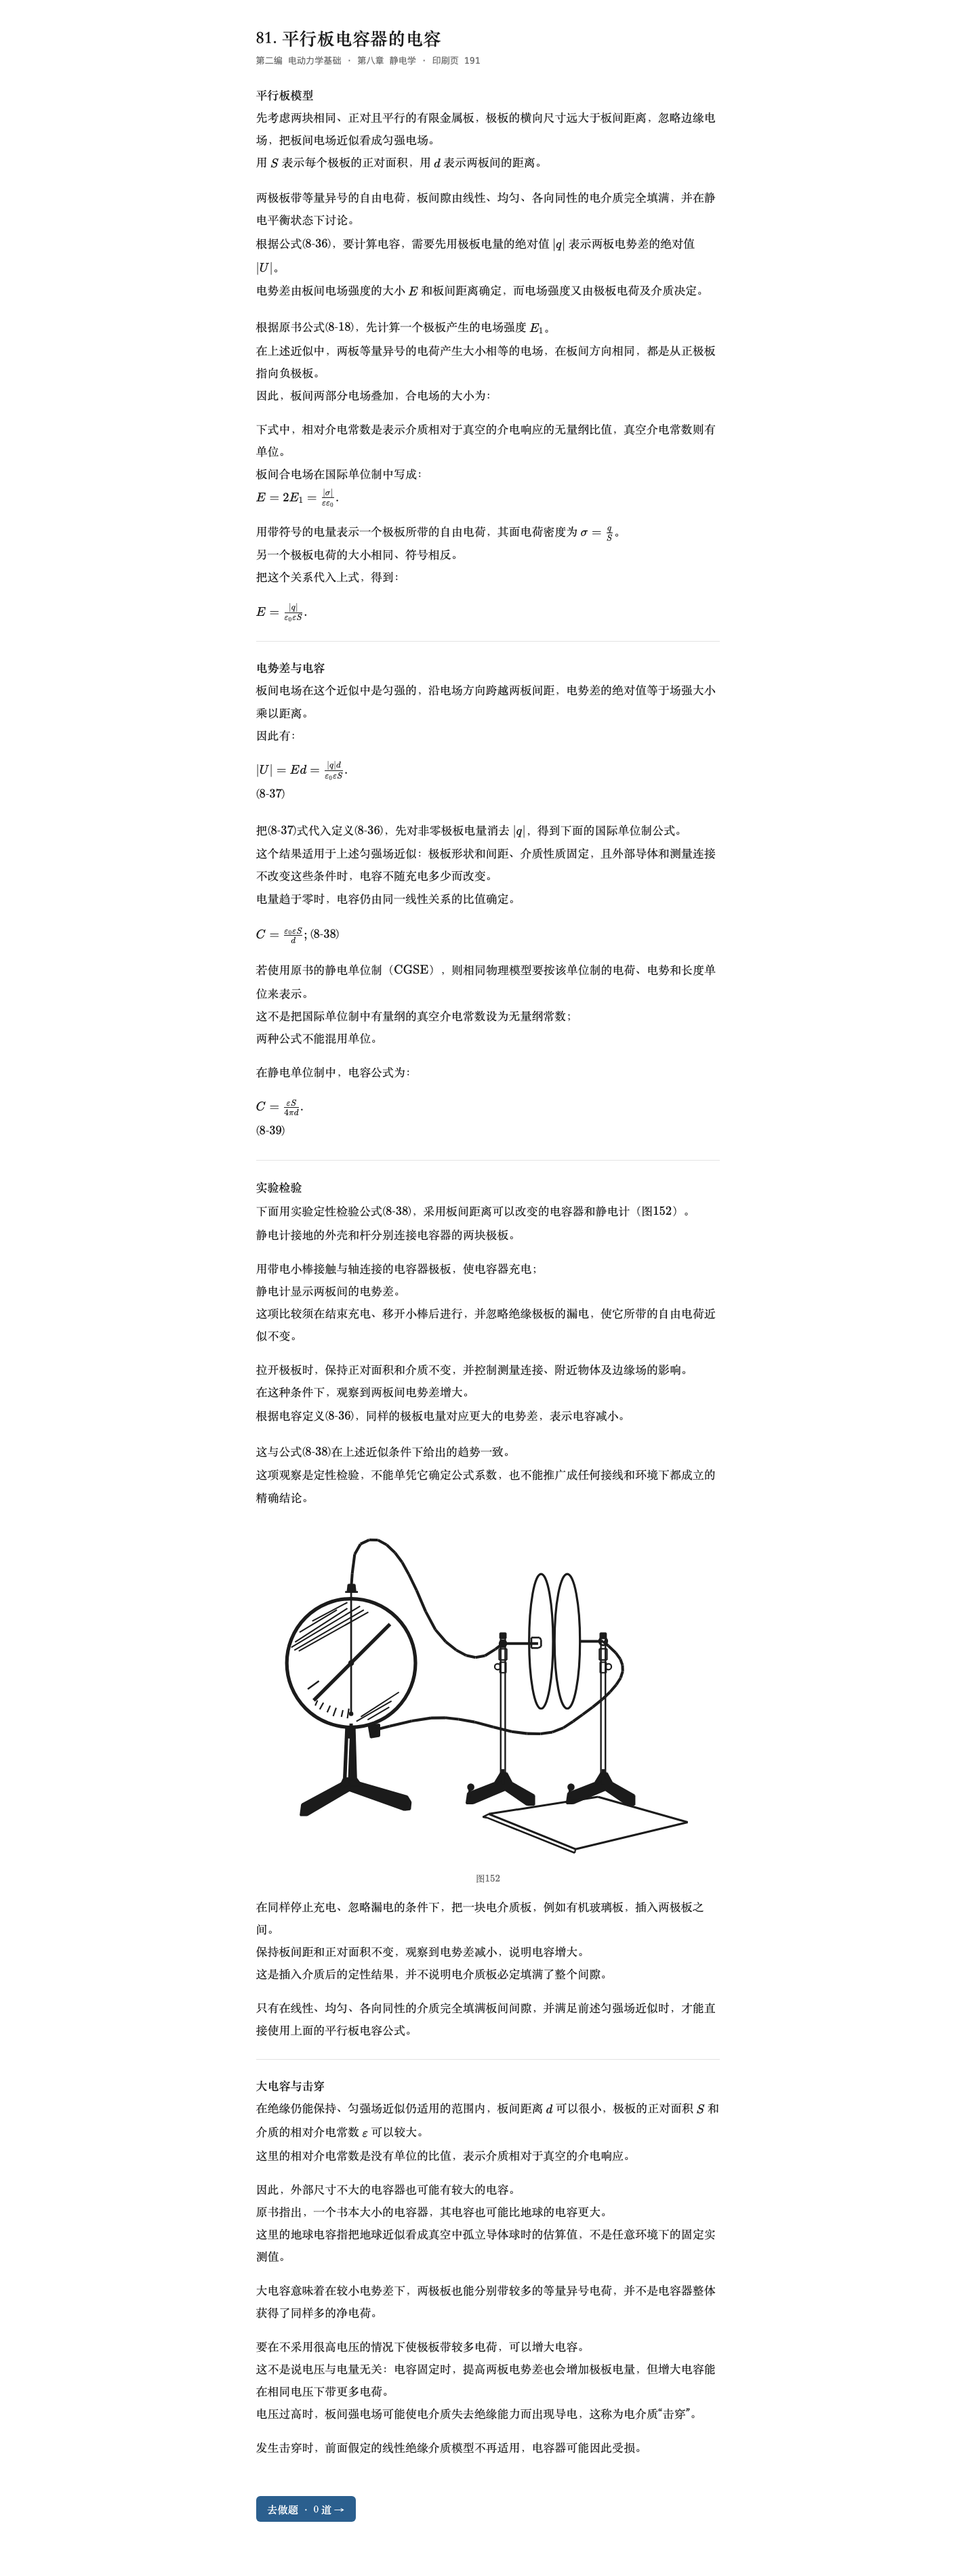 81. 平行板电容器的电容
第二编 电动力学基础 · 第八章 静电学 · 印刷页 191
平行板模型
先考虑两块相同、正对且平行的有限金属板，极板的横向尺寸远大于板间距离，忽略边缘电
场，把板间电场近似看成匀强电场。
用 S 表示每个极板的正对面积，用 d 表示两板间的距离。
两极板带等量异号的自由电荷，板间隙由线性、均匀、各向同性的电介质完全填满，并在静
电平衡状态下讨论。
根据公式(8-36)，要计算电容，需要先用极板电量的绝对值 |q| 表示两板电势差的绝对值
|U|。
电势差由板间电场强度的大小 E 和板间距离确定，而电场强度又由极板电荷及介质决定。
根据原书公式(8-18)，先计算一个极板产生的电场强度 E₁。
在上述近似中，两板等量异号的电荷产生大小相等的电场，在板间方向相同，都是从正极板
指向负极板。
因此，板间两部分电场叠加，合电场的大小为：
下式中，相对介电常数是表示介质相对于真空的介电响应的无量纲比值，真空介电常数则有
单位。
板间合电场在国际单位制中写成：
E = 2E₁ = |σ|/εε₀.
用带符号的电量表示一个极板所带的自由电荷，其面电荷密度为 σ = q/S。
另一个极板电荷的大小相同、符号相反。
把这个关系代入上式，得到：
E = |q|/ε₀εS.
电势差与电容
板间电场在这个近似中是匀强的，沿电场方向跨越两板间距，电势差的绝对值等于场强大小
乘以距离。
因此有：
|U| = Ed = |q|d/ε₀εS.
(8-37)
把(8-37)式代入定义(8-36)，先对非零极板电量消去 |q|，得到下面的国际单位制公式。
这个结果适用于上述匀强场近似：极板形状和间距、介质性质固定，且外部导体和测量连接
不改变这些条件时，电容不随充电多少而改变。
电量趋于零时，电容仍由同一线性关系的比值确定。
C = ε₀εS/d; (8-38)
若使用原书的静电单位制（CGSE），则相同物理模型要按该单位制的电荷、电势和长度单
位来表示。
这不是把国际单位制中有量纲的真空介电常数设为无量纲常数；
两种公式不能混用单位。
在静电单位制中，电容公式为：
C = εS/4πd.
(8-39)
实验检验
下面用实验定性检验公式(8-38)，采用板间距离可以改变的电容器和静电计（图152）。
静电计接地的外壳和杆分别连接电容器的两块极板。
用带电小棒接触与轴连接的电容器极板，使电容器充电；
静电计显示两板间的电势差。
这项比较须在结束充电、移开小棒后进行，并忽略绝缘极板的漏电，使它所带的自由电荷近
似不变。
拉开极板时，保持正对面积和介质不变，并控制测量连接、附近物体及边缘场的影响。
在这种条件下，观察到两板间电势差增大。
根据电容定义(8-36)，同样的极板电量对应更大的电势差，表示电容减小。
这与公式(8-38)在上述近似条件下给出的趋势一致。
这项观察是定性检验，不能单凭它确定公式系数，也不能推广成任何接线和环境下都成立的
精确结论。
图152
在同样停止充电、忽略漏电的条件下，把一块电介质板，例如有机玻璃板，插入两极板之
间。
保持板间距和正对面积不变，观察到电势差减小，说明电容增大。
这是插入介质后的定性结果，并不说明电介质板必定填满了整个间隙。
只有在线性、均匀、各向同性的介质完全填满板间间隙，并满足前述匀强场近似时，才能直
接使用上面的平行板电容公式。
大电容与击穿
在绝缘仍能保持、匀强场近似仍适用的范围内，板间距离 d 可以很小，极板的正对面积 S 和
介质的相对介电常数 ε 可以较大。
这里的相对介电常数是没有单位的比值，表示介质相对于真空的介电响应。
因此，外部尺寸不大的电容器也可能有较大的电容。
原书指出，一个书本大小的电容器，其电容也可能比地球的电容更大。
这里的地球电容指把地球近似看成真空中孤立导体球时的估算值，不是任意环境下的固定实
测值。
大电容意味着在较小电势差下，两极板也能分别带较多的等量异号电荷，并不是电容器整体
获得了同样多的净电荷。
要在不采用很高电压的情况下使极板带较多电荷，可以增大电容。
这不是说电压与电量无关：电容固定时，提高两板电势差也会增加极板电量，但增大电容能
在相同电压下带更多电荷。
电压过高时，板间强电场可能使电介质失去绝缘能力而出现导电，这称为电介质“击穿”。
发生击穿时，前面假定的线性绝缘介质模型不再适用，电容器可能因此受损。
去做题 · 0 道 →